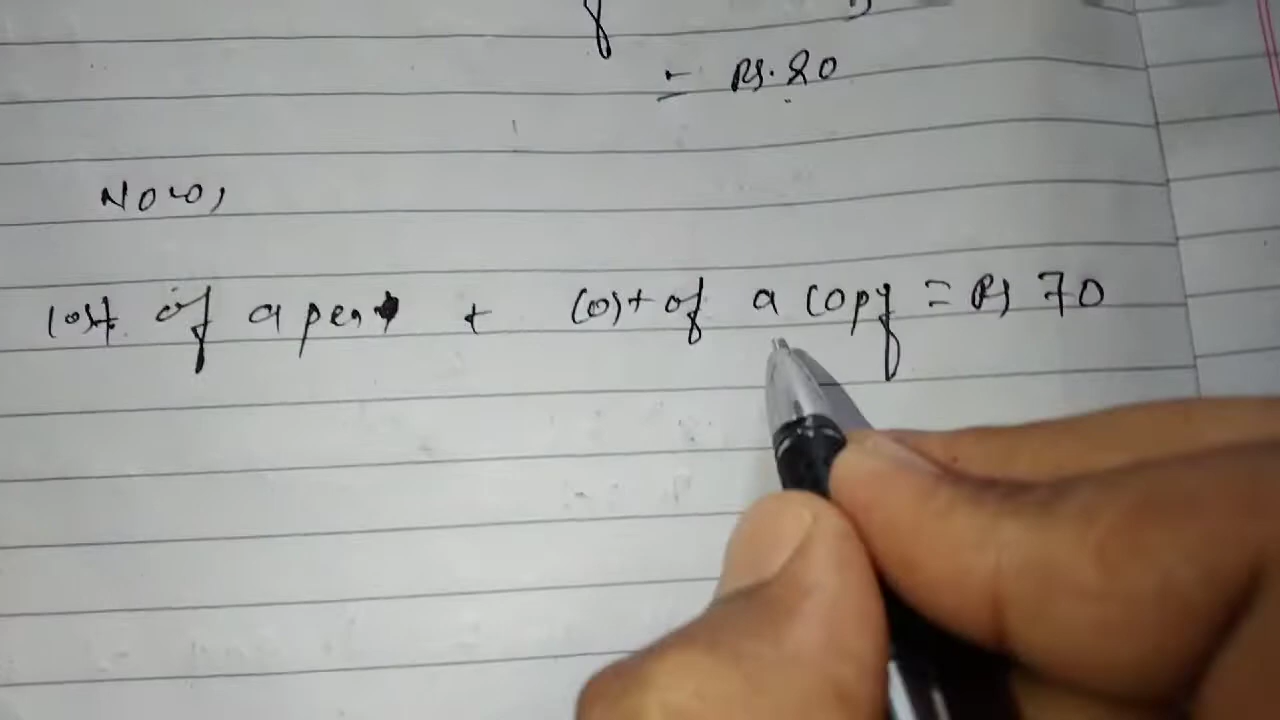 = Rs. 20
Now,
cost of a pen + cost of a copy = Rs 70